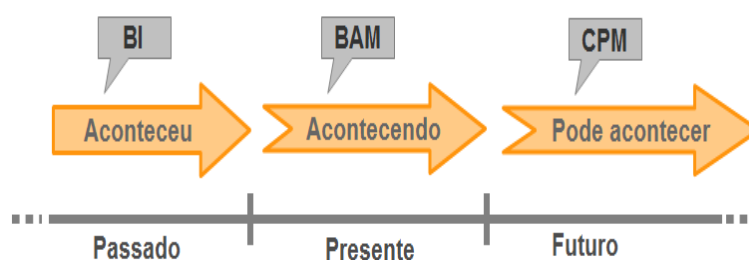 BI
BAM
CPM
Aconteceu
Acontecendo
Pode acontecer
Passado
Presente
Futuro